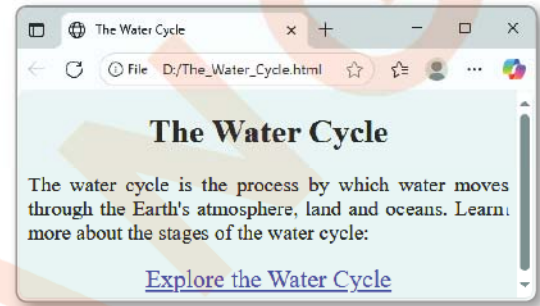 The Water Cycle
File D:/The_Water_Cycle.html
The Water Cycle
The water cycle is the process by which water moves
through the Earth's atmosphere, land and oceans. Learn
more about the stages of the water cycle:
Explore the Water Cycle